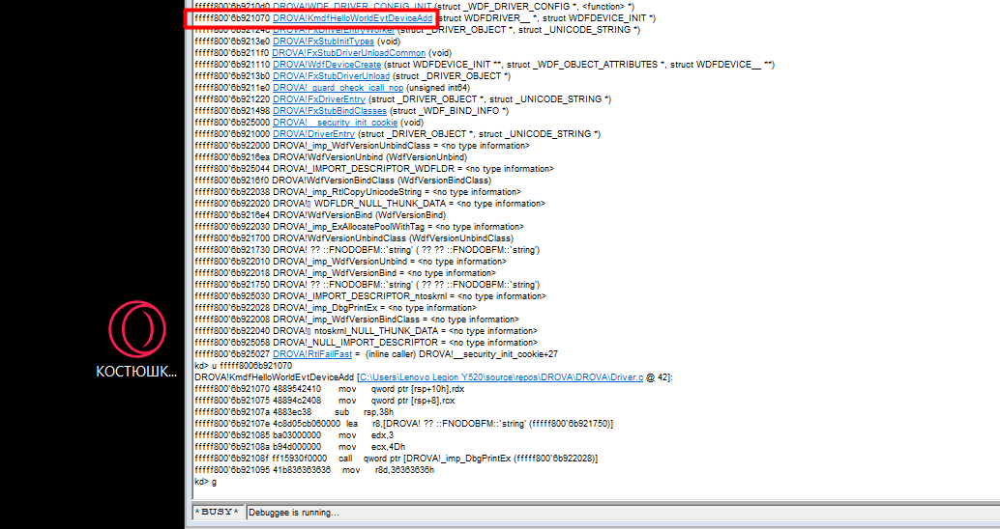 fffff800`6b9210d0 DROVA!WDF_DRIVER_CONFIG_INIT (struct _WDF_DRIVER_CONFIG *, <function> *)
fffff800`6b921070 DROVA!KmdfHelloWorldEvtDeviceAdd (struct WDFDRIVER__ *, struct WDFDEVICE_INIT *)
DROVA!FxDriverEntryWorker (struct _DRIVER_OBJECT *, struct _UNICODE_STRING *)
fffff800`6b9213e0 DROVA!FxStubInitTypes (void)
fffff800`6b9211f0 DROVA!FxStubDriverUnloadCommon (void)
fffff800`6b921110 DROVA!WdfDeviceCreate (struct WDFDEVICE_INIT **, struct _WDF_OBJECT_ATTRIBUTES *, struct WDFDEVICE__ **)
fffff800`6b9213b0 DROVA!FxStubDriverUnload (struct _DRIVER_OBJECT *)
fffff800`6b9211e0 DROVA!_guard_check_icall_nop (unsigned int64)
fffff800`6b921220 DROVA!FxDriverEntry (struct _DRIVER_OBJECT *, struct _UNICODE_STRING *)
fffff800`6b921498 DROVA!FxStubBindClasses (struct _WDF_BIND_INFO *)
fffff800`6b925000 DROVA!__security_init_cookie (void)
fffff800`6b921000 DROVA!DriverEntry (struct _DRIVER_OBJECT *, struct _UNICODE_STRING *)
fffff800`6b922000 DROVA!_imp_WdfVersionUnbindClass = <no type information>
fffff800`6b9216ea DROVA!WdfVersionUnbind (WdfVersionUnbind)
fffff800`6b925044 DROVA!_IMPORT_DESCRIPTOR_WDFLDR = <no type information>
fffff800`6b9216f0 DROVA!WdfVersionBindClass (WdfVersionBindClass)
fffff800`6b922038 DROVA!_imp_RtlCopyUnicodeString = <no type information>
fffff800`6b922020 DROVA!▯ WDFLDR_NULL_THUNK_DATA = <no type information>
fffff800`6b9216e4 DROVA!WdfVersionBind (WdfVersionBind)
fffff800`6b922030 DROVA!_imp_ExAllocatePoolWithTag = <no type information>
fffff800`6b921700 DROVA!WdfVersionUnbindClass (WdfVersionUnbindClass)
fffff800`6b921730 DROVA! ?? ::FNODOBFM::`string' ( ?? ?? ::FNODOBFM::`string')
fffff800`6b922010 DROVA!_imp_WdfVersionUnbind = <no type information>
fffff800`6b922018 DROVA!_imp_WdfVersionBind = <no type information>
fffff800`6b921750 DROVA! ?? ::FNODOBFM::`string' ( ?? ?? ::FNODOBFM::`string')
fffff800`6b925030 DROVA!_IMPORT_DESCRIPTOR_ntoskrnl = <no type information>
fffff800`6b922028 DROVA!_imp_DbgPrintEx = <no type information>
fffff800`6b922008 DROVA!_imp_WdfVersionBindClass = <no type information>
fffff800`6b922040 DROVA!▯ ntoskrnl_NULL_THUNK_DATA = <no type information>
fffff800`6b925058 DROVA!_NULL_IMPORT_DESCRIPTOR = <no type information>
fffff800`6b925027 DROVA!RtlFailFast = (inline caller) DROVA!__security_init_cookie+27
kd> u fffff8006b921070
DROVA!KmdfHelloWorldEvtDeviceAdd [C:\Users\Lenovo Legion Y520\source\repos\DROVA\DROVA\Driver.c @ 42]:
fffff800`6b921070 4889542410 mov qword ptr [rsp+10h],rdx
fffff800`6b921075 48894c2408 mov qword ptr [rsp+8],rcx
fffff800`6b92107a 4883ec38 sub rsp,38h
fffff800`6b92107e 4c8d05cb060000 lea r8,[DROVA! ?? ::FNODOBFM::`string' (fffff800`6b921750)]
fffff800`6b921085 ba03000000 mov edx,3
fffff800`6b92108a b94d000000 mov ecx,4Dh
fffff800`6b92108f ff15930f0000 call qword ptr [DROVA!_imp_DbgPrintEx (fffff800`6b922028)]
fffff800`6b921095 41b836363636 mov r8d,36363636h
kd> g
*BUSY* Debuggee is running...
КОСТЮШК...